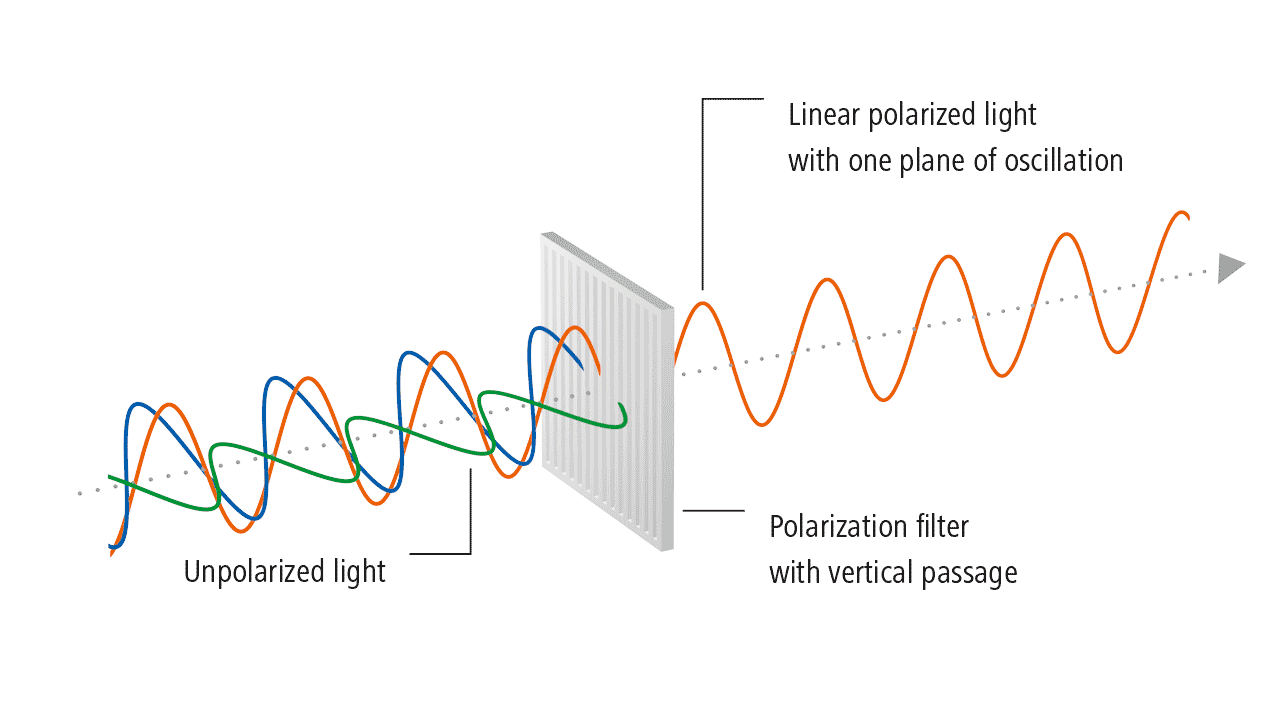 Linear polarized light
with one plane of oscillation
Polarization filter
with vertical passage
Unpolarized light